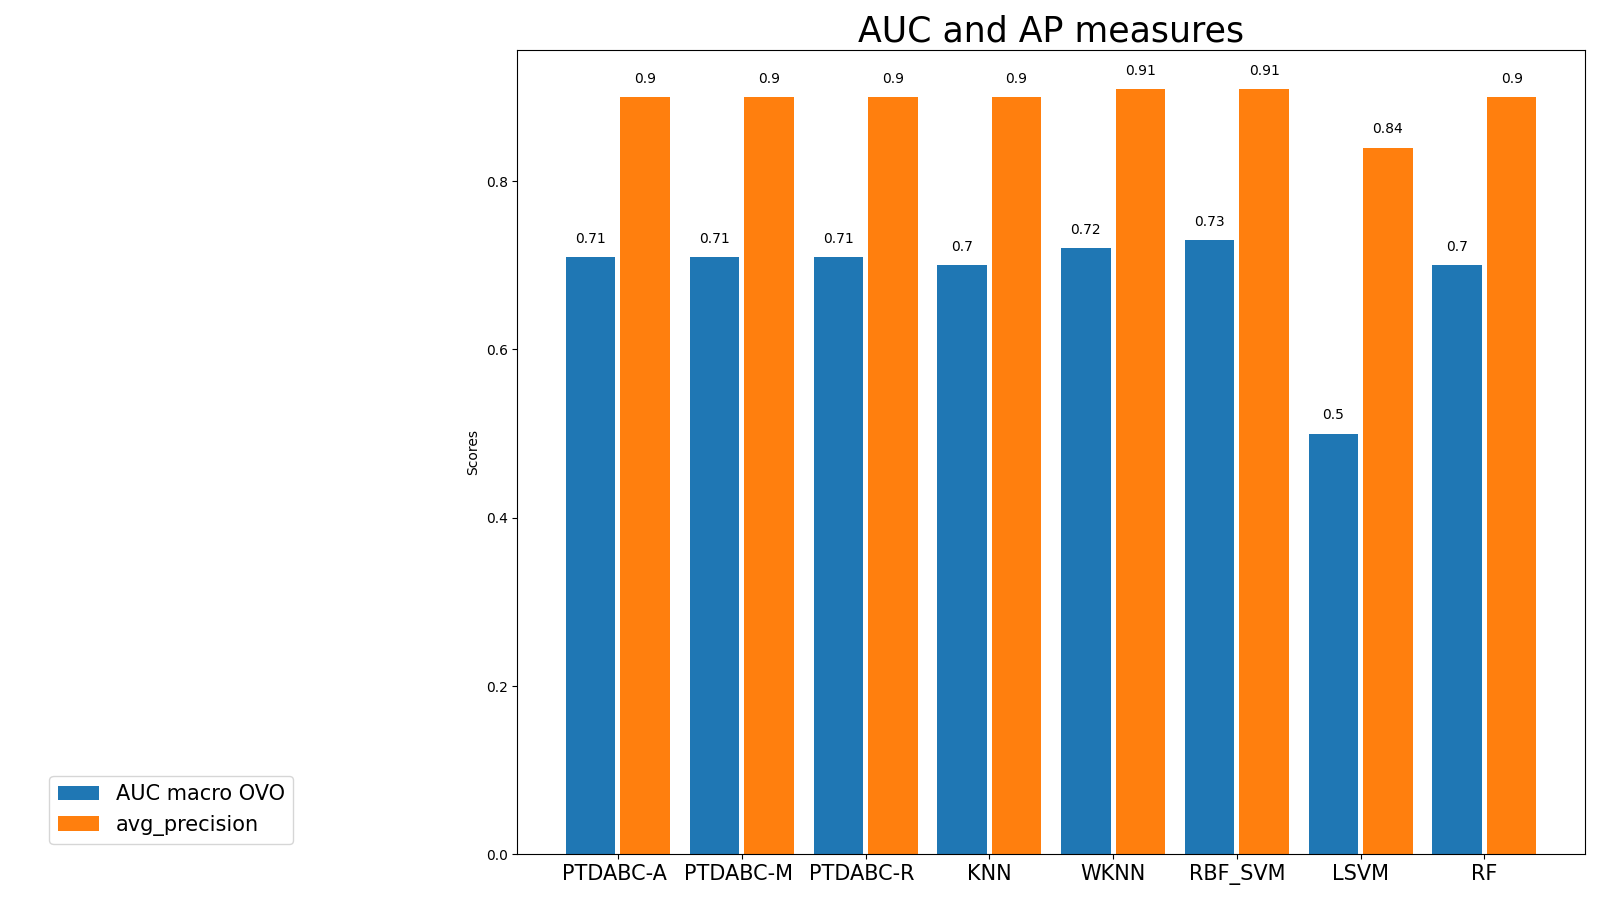 AUC and AP measures
0.9 0.9 0.9 0.9 0.91 0.91 0.84 0.9
0.71 0.71 0.71 0.7 0.72 0.73 0.5 0.7
Scores
0.8
0.6
0.4
0.2
0.0
PTDABC-A PTDABC-M PTDABC-R KNN WKNN RBF_SVM LSVM RF
AUC macro OVO
avg_precision